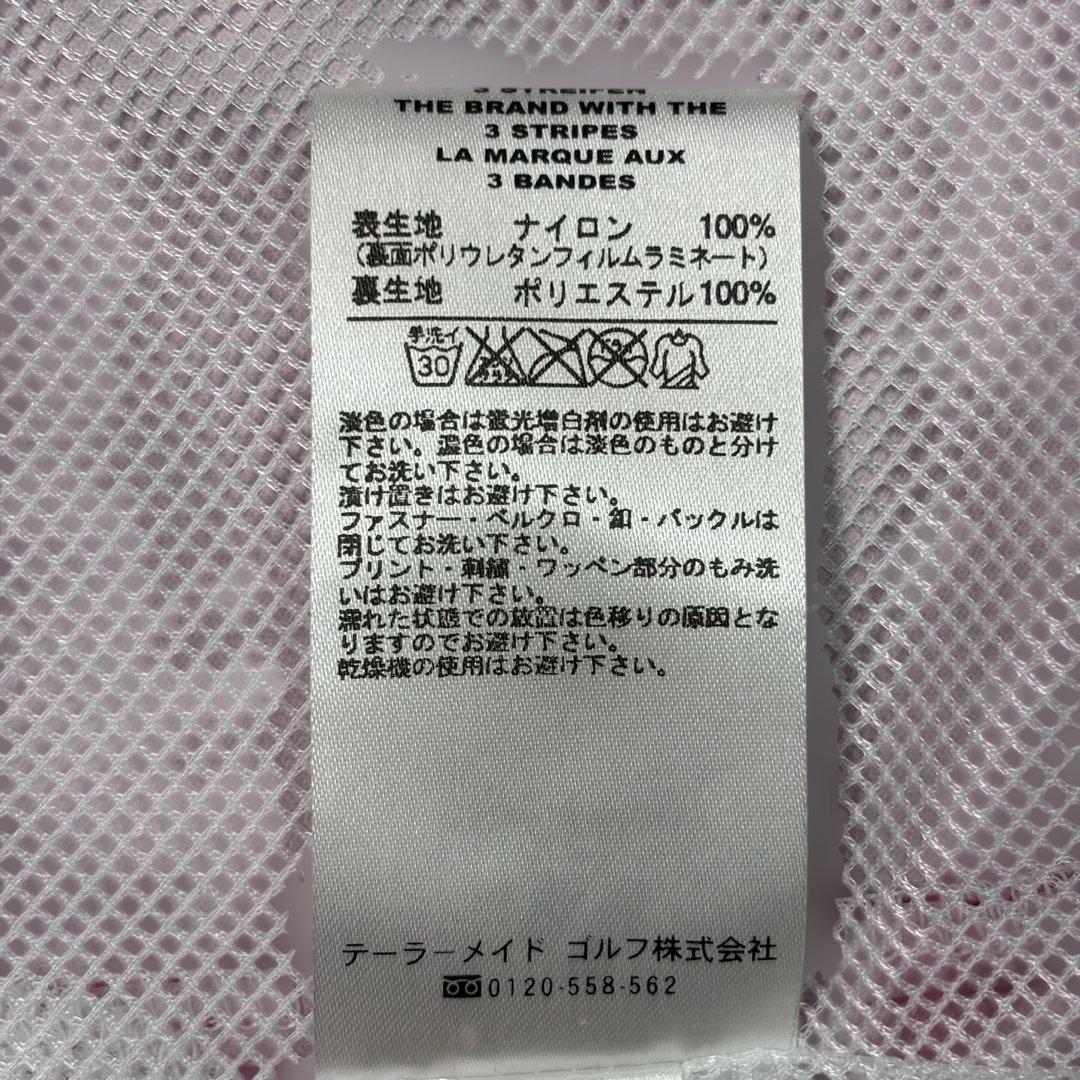 THE BRAND WITH THE
3 STRIPES
LA MARQUE AUX
3 BANDES
表生地 ナイロン 100%
(裏面ポリウレタンフィルムラミネート)
裏生地 ポリエステル100%
手洗イ
30
淡色の場合は蛍光増白剤の使用はお避け
下さい。濃色の場合は淡色のものと分け
てお洗い下さい。
漬け置きはお避け下さい。
ファスナー・ベルクロ・釦・バックルは
閉じてお洗い下さい。
プリント・刺繍・ワッペン部分のもみ洗
いはお避け下さい。
濡れた状態での放置は色移りの原因とな
りますのでお避け下さい。
乾燥機の使用はお避け下さい。
テーラーメイド ゴルフ株式会社
0120-558-562